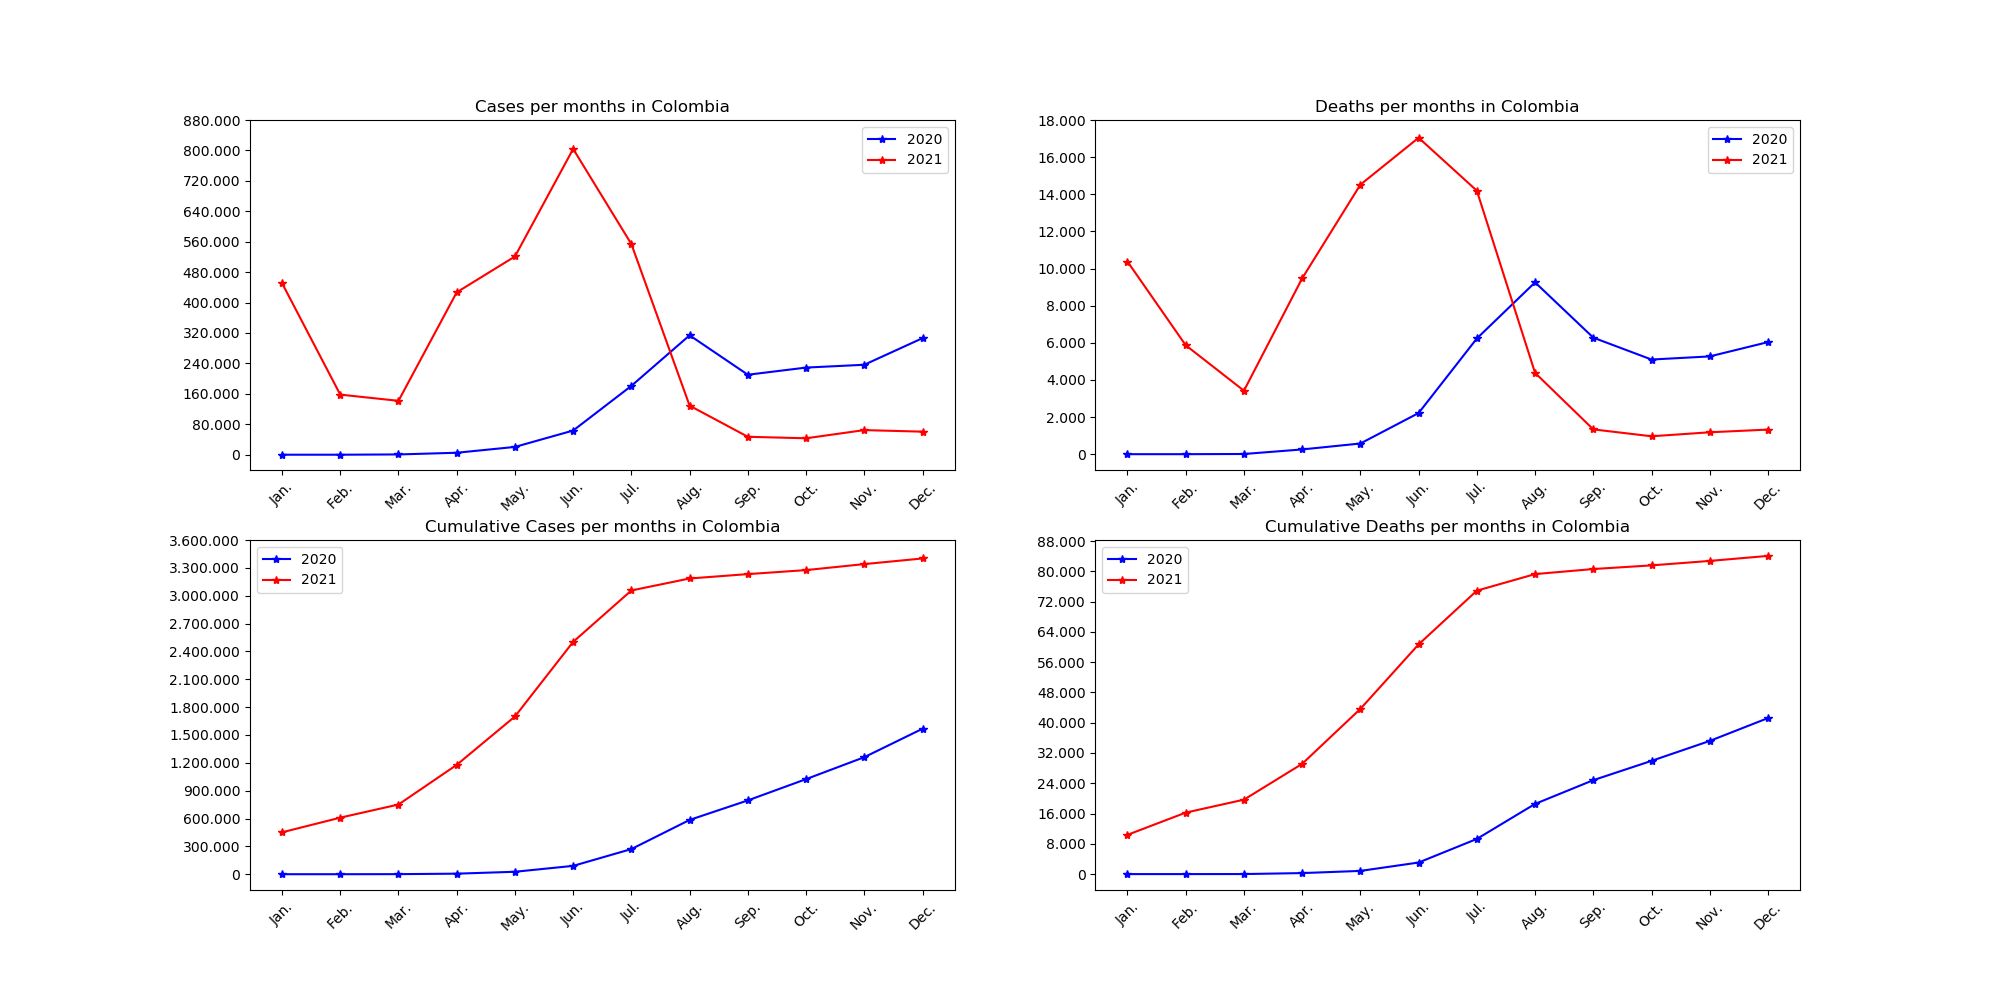 Cases per months in Colombia
880.000
800.000
720.000
640.000
560.000
480.000
400.000
320.000
240.000
160.000
80.000
0
2020
2021
Jan.
Feb.
Mar.
Apr.
May.
Jun.
Jul.
Aug.
Sep.
Oct.
Nov.
Dec.
Deaths per months in Colombia
18.000
16.000
14.000
12.000
10.000
8.000
6.000
4.000
2.000
0
2020
2021
Jan.
Feb.
Mar.
Apr.
May.
Jun.
Jul.
Aug.
Sep.
Oct.
Nov.
Dec.
Cumulative Cases per months in Colombia
3.600.000
3.300.000
3.000.000
2.700.000
2.400.000
2.100.000
1.800.000
1.500.000
1.200.000
900.000
600.000
300.000
0
2020
2021
Jan.
Feb.
Mar.
Apr.
May.
Jun.
Jul.
Aug.
Sep.
Oct.
Nov.
Dec.
Cumulative Deaths per months in Colombia
88.000
80.000
72.000
64.000
56.000
48.000
40.000
32.000
24.000
16.000
8.000
0
2020
2021
Jan.
Feb.
Mar.
Apr.
May.
Jun.
Jul.
Aug.
Sep.
Oct.
Nov.
Dec.